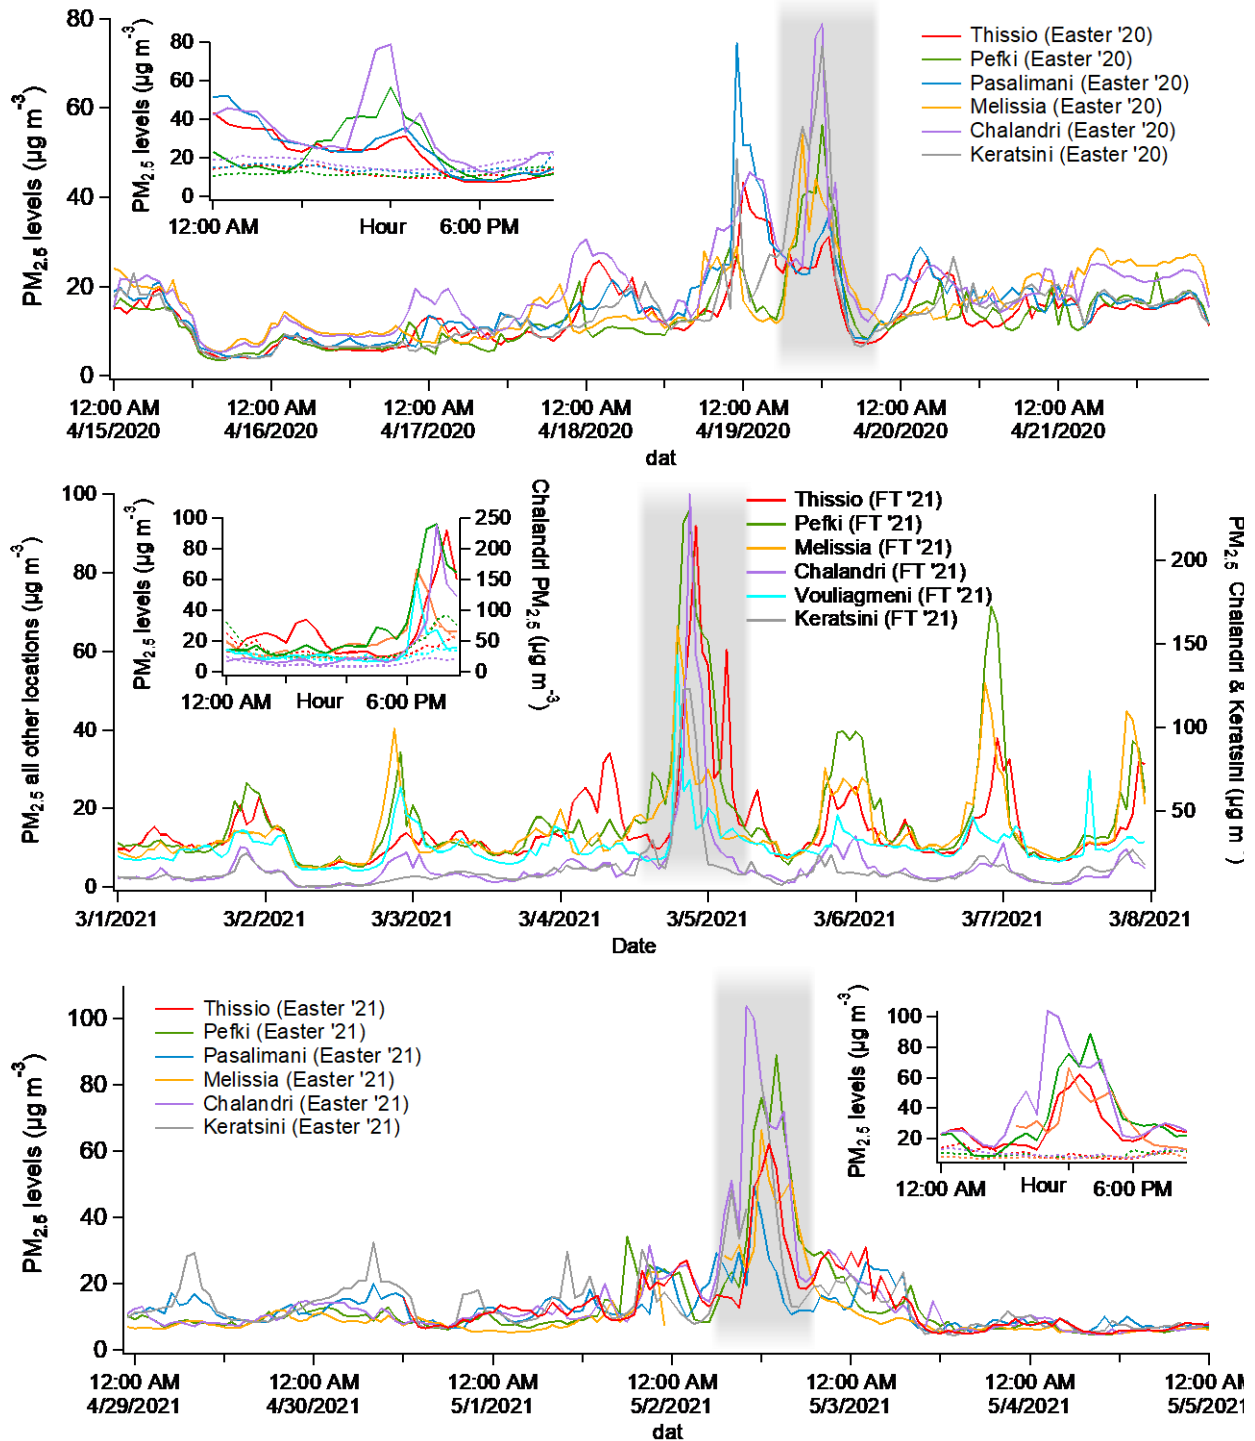 PM2.5 levels (µg m-3)
80
60
40
20
0
PM2.5 levels (µg m-3)
80
60
40
20
0
12:00 AM
Hour
6:00 PM
Thissio (Easter '20)
Pefki (Easter '20)
Pasalimani (Easter '20)
Melissia (Easter '20)
Chalandri (Easter '20)
Keratsini (Easter '20)
12:00 AM 12:00 AM 12:00 AM 12:00 AM 12:00 AM 12:00 AM 12:00 AM
4/15/2020 4/16/2020 4/17/2020 4/18/2020 4/19/2020 4/20/2020 4/21/2020
dat
PM2.5 all other locations (µg m-3)
100
80
60
40
20
0
PM2.5 levels (µg m-3)
100
80
60
40
20
0
12:00 AM
Hour
6:00 PM
250
200
150
100
50
0
Chalandri PM2.5 (µg m-3)
Thissio (FT '21)
Pefki (FT '21)
Melissia (FT '21)
Chalandri (FT '21)
Vouliagmeni (FT '21)
Keratsini (FT '21)
200
150
100
50
PM2.5 Chalandri & Keratsini (µg m-3)
3/1/2021 3/2/2021 3/3/2021 3/4/2021 3/5/2021 3/6/2021 3/7/2021 3/8/2021
Date
PM2.5 levels (µg m-3)
100
80
60
40
20
0
Thissio (Easter '21)
Pefki (Easter '21)
Pasalimani (Easter '21)
Melissia (Easter '21)
Chalandri (Easter '21)
Keratsini (Easter '21)
PM2.5 levels (µg m-3)
100
80
60
40
20
12:00 AM
Hour
6:00 PM
12:00 AM 12:00 AM 12:00 AM 12:00 AM 12:00 AM 12:00 AM 12:00 AM
4/29/2021 4/30/2021 5/1/2021 5/2/2021 5/3/2021 5/4/2021 5/5/2021
dat